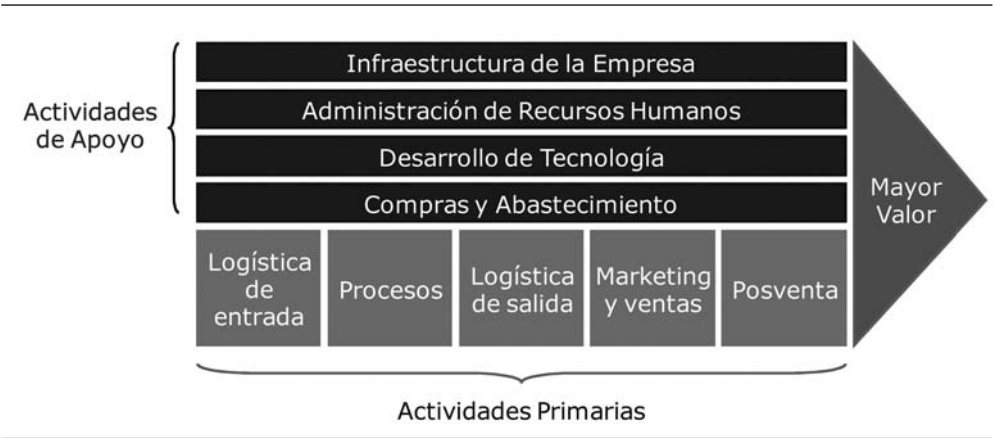 Actividades
de Apoyo
Infraestructura de la Empresa
Administración de Recursos Humanos
Desarrollo de Tecnología
Compras y Abastecimiento
Logística
de
entrada
Procesos
Logística
de salida
Marketing
y ventas
Posventa
Mayor
Valor
Actividades Primarias